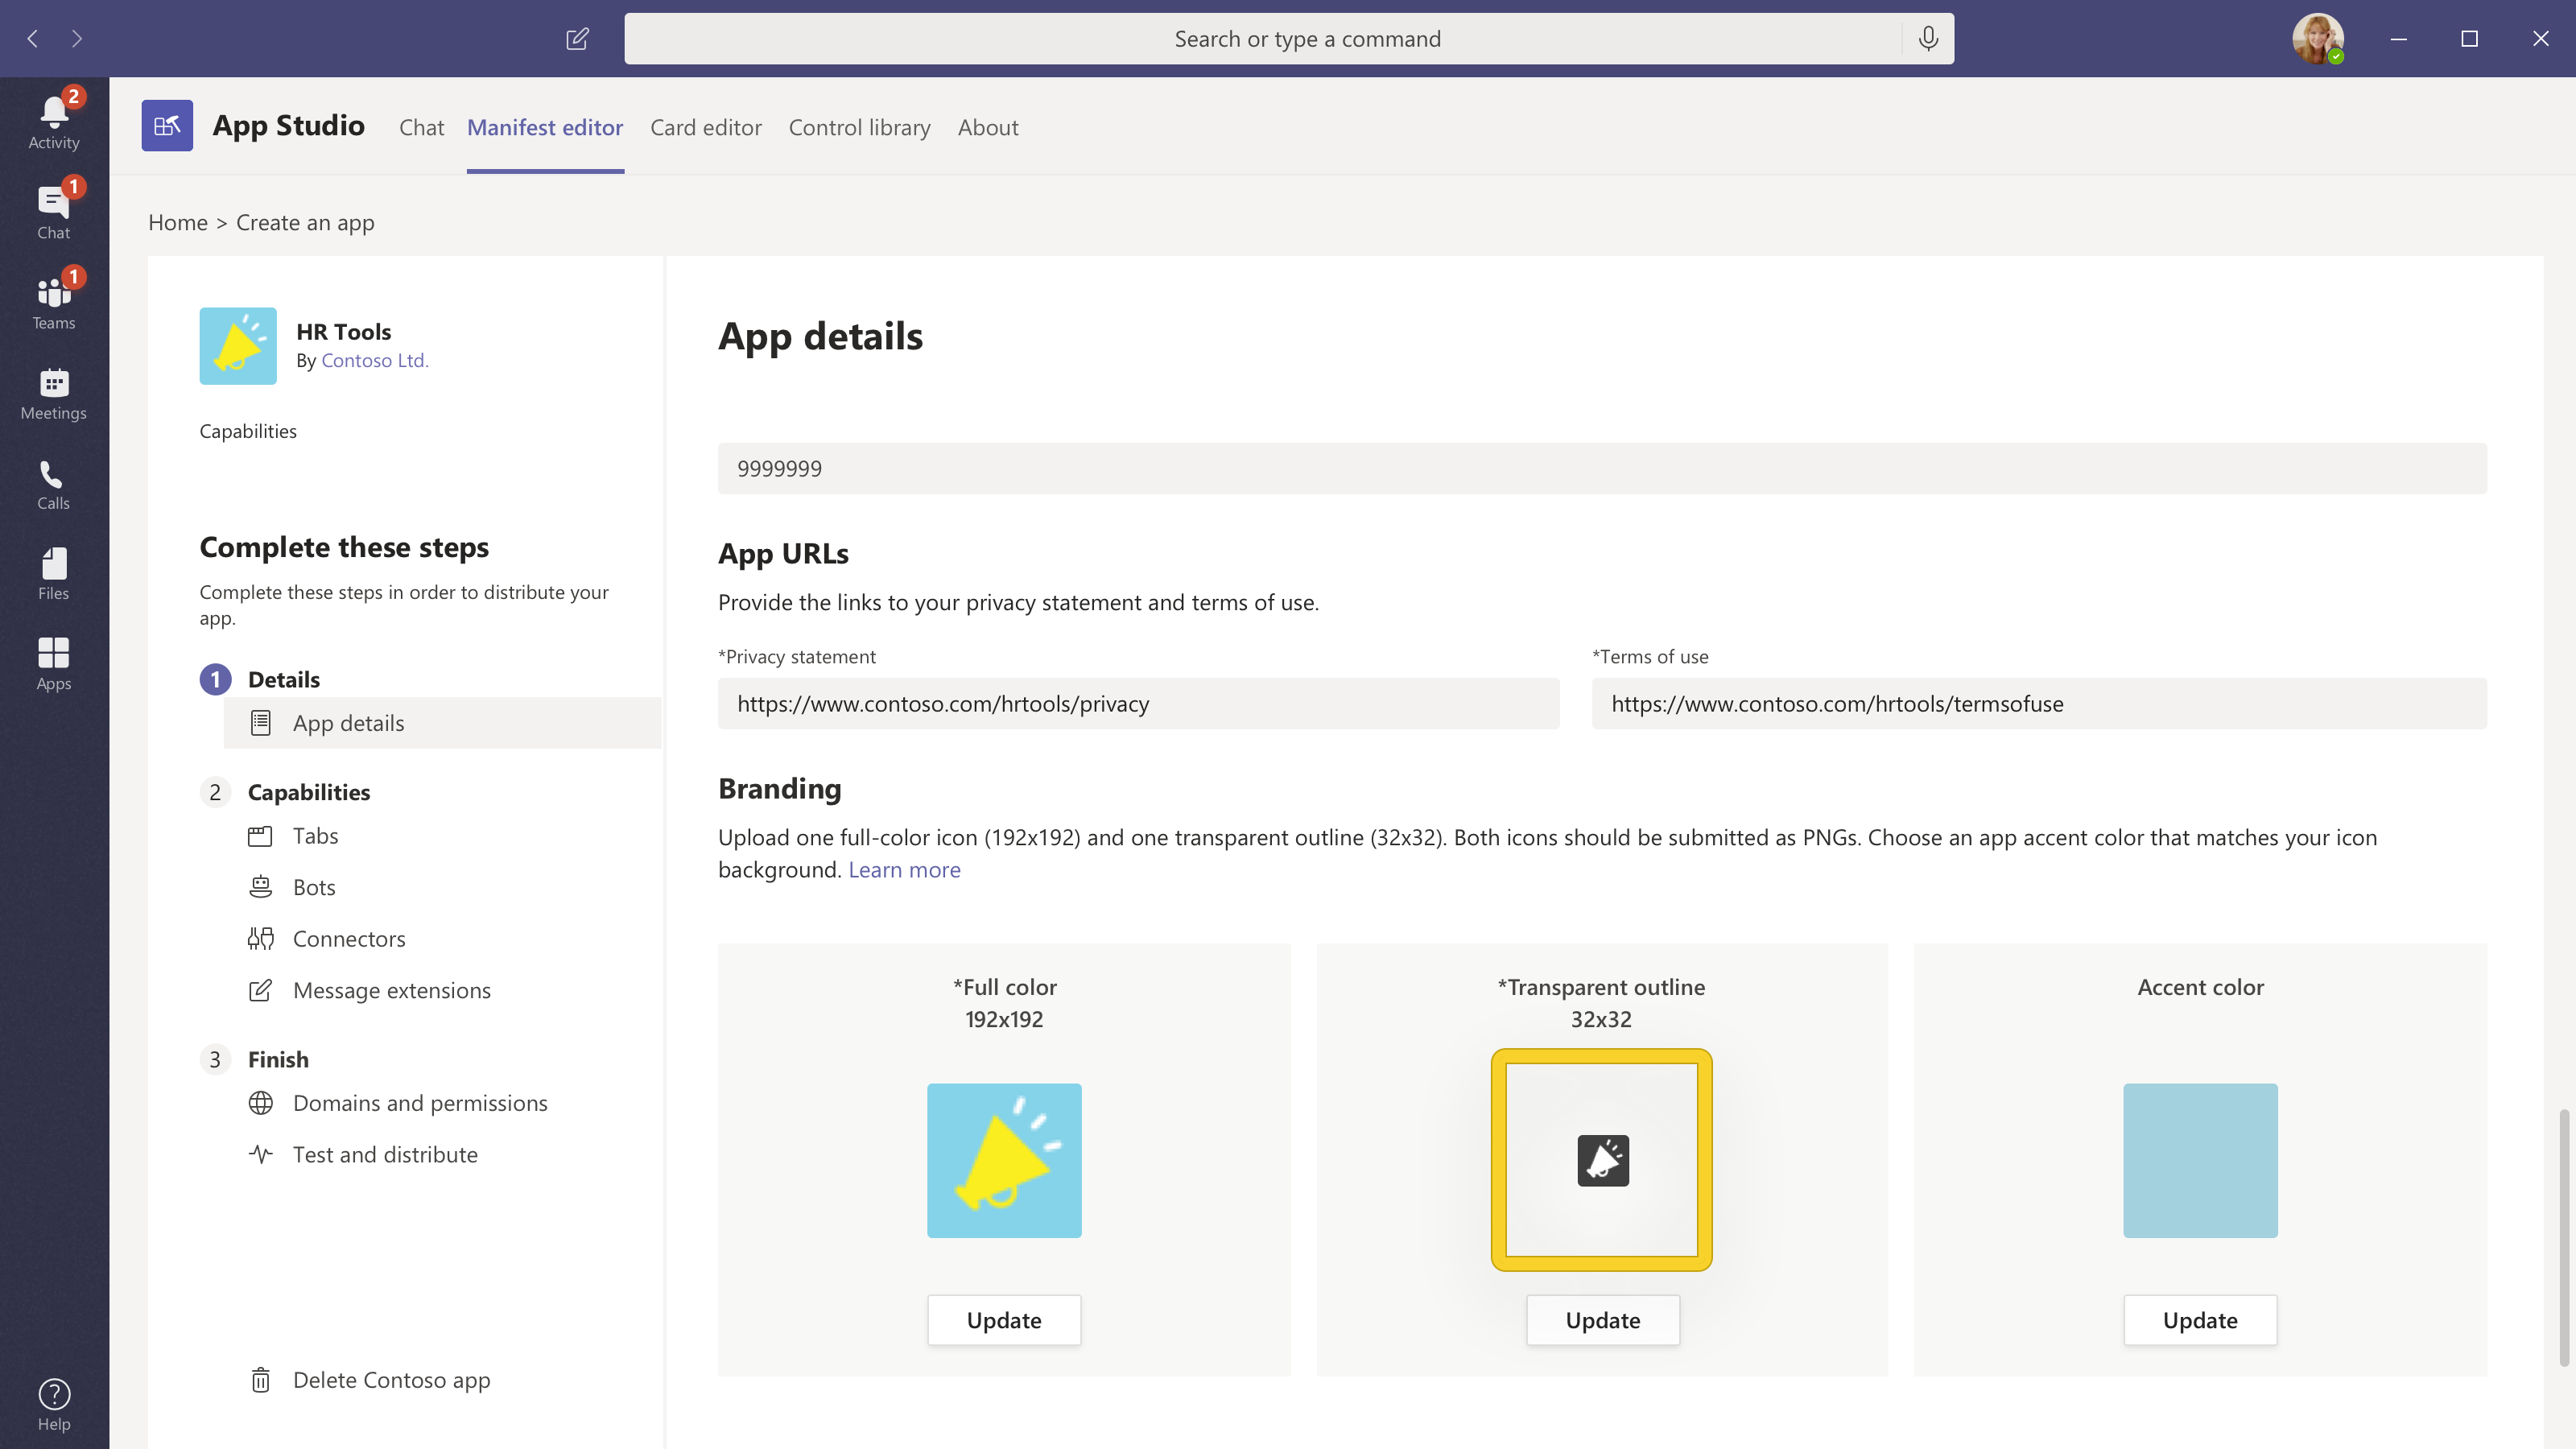 Search or type a command
2
Activity
1
Chat
1
Teams
Meetings
Calls
Files
Apps
Help
App Studio
Chat
Manifest editor
Card editor
Control library
About
Home > Create an app
HR Tools
By Contoso Ltd.
Capabilities
Complete these steps
Complete these steps in order to distribute your
app.
1 Details
App details
2 Capabilities
Tabs
Bots
Connectors
Message extensions
3 Finish
Domains and permissions
Test and distribute
Delete Contoso app
App details
9999999
App URLs
Provide the links to your privacy statement and terms of use.
*Privacy statement
https://www.contoso.com/hrtools/privacy
*Terms of use
https://www.contoso.com/hrtools/termsofuse
Branding
Upload one full-color icon (192x192) and one transparent outline (32x32). Both icons should be submitted as PNGs. Choose an app accent color that matches your icon
background. Learn more
*Full color
192x192
Update
*Transparent outline
32x32
Update
Accent color
Update